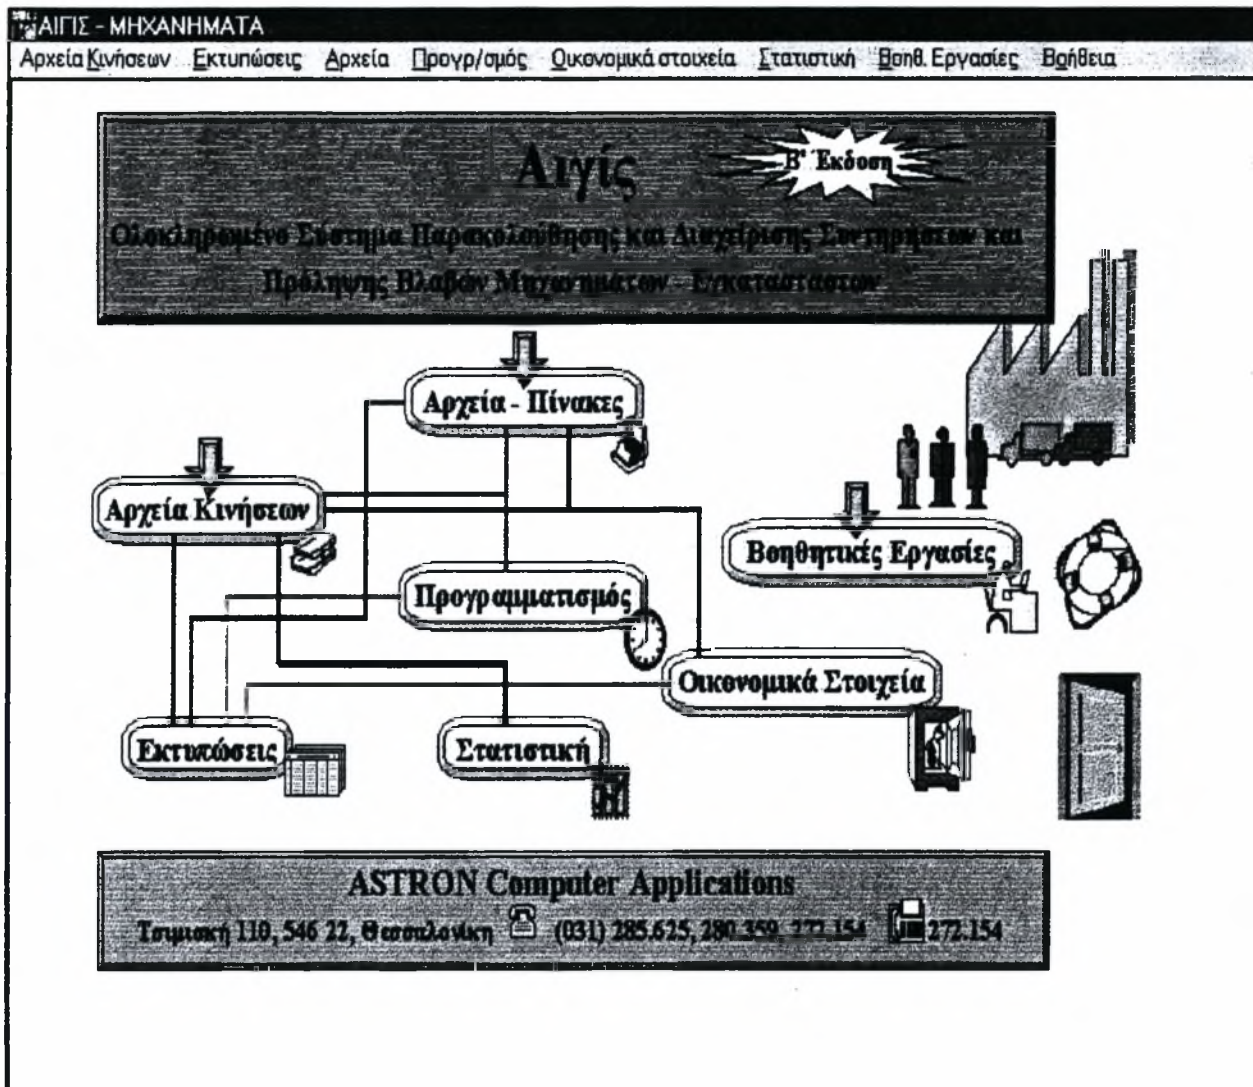 ΑΙΓΙΣ - ΜΗΧΑΝΗΜΑΤΑ
Αρχεία Κινήσεων Εκτυπώσεις Αρχεία Προγρ/σμός Οικονομικά στοιχεία Στατιστική Βοηθ. Εργασίες Βοήθεια
Αιγίς
Β' Έκδοση
Ολοκληρωμένο Σύστημα Παρακολούθησης και Διαχείρισης Συντηρήσεων και
Πρόληψης Βλαβών Μηχανημάτων - Εγκαταστάσεων
Αρχεία - Πίνακες
Αρχεία Κινήσεων
Βοηθητικές Εργασίες
Προγραμματισμός
Οικονομικά Στοιχεία
Εκτυπώσεις
Στατιστική
ASTRON Computer Applications
Τσιμισκή 110, 546 22, Θεσσαλονίκη (031) 285.625, 280.359, 272.154 272.154